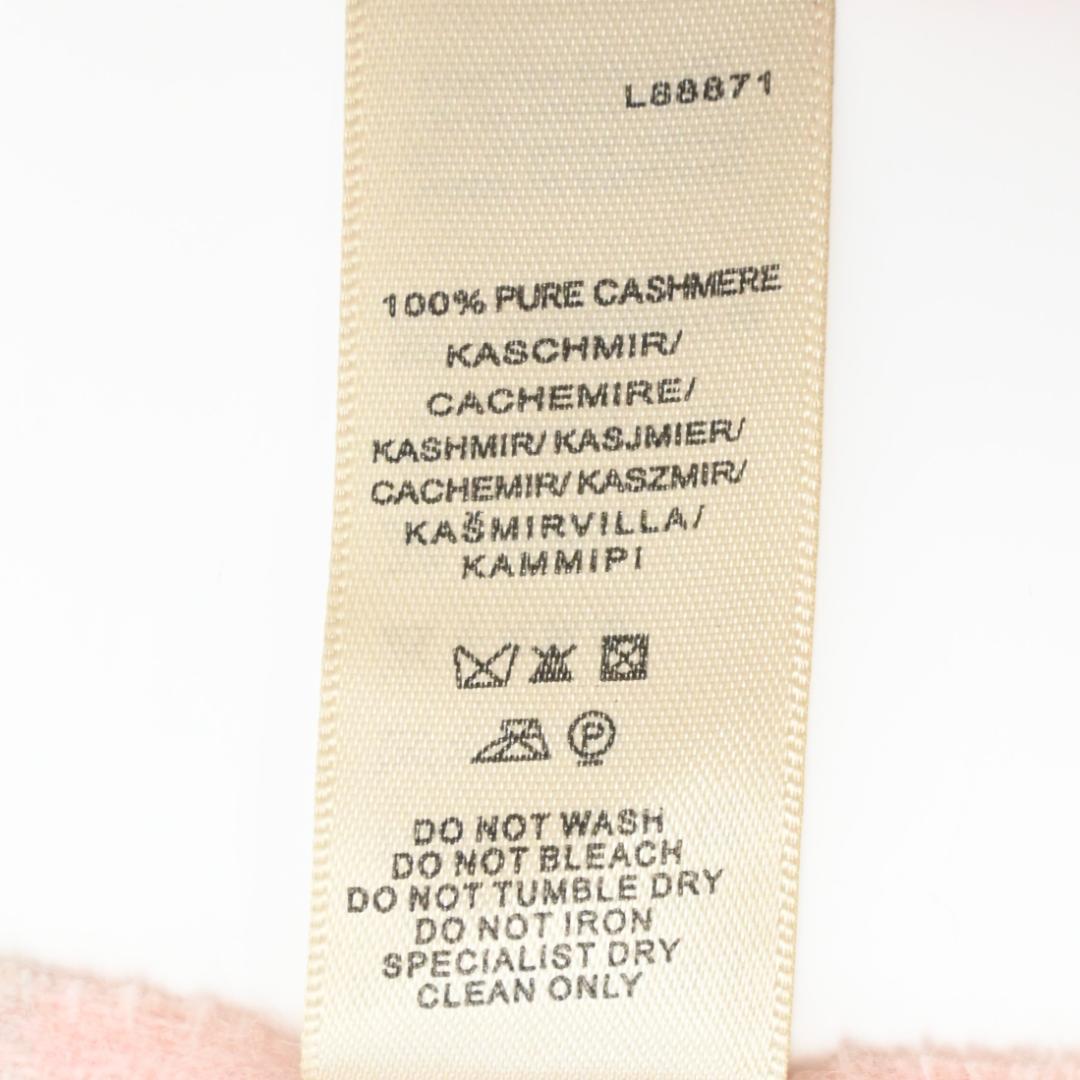 L88871
100% PURE CASHMERE
KASCHMIR/
CACHEMIRE/
KASHMIR/KASJMIER/
CACHEMIR/KASZMIR/
KAŠMIRVILLA/
KAMMIPI
P
DO NOT WASH
DO NOT BLEACH
DO NOT TUMBLE DRY
DO NOT IRON
SPECIALIST DRY
CLEAN ONLY